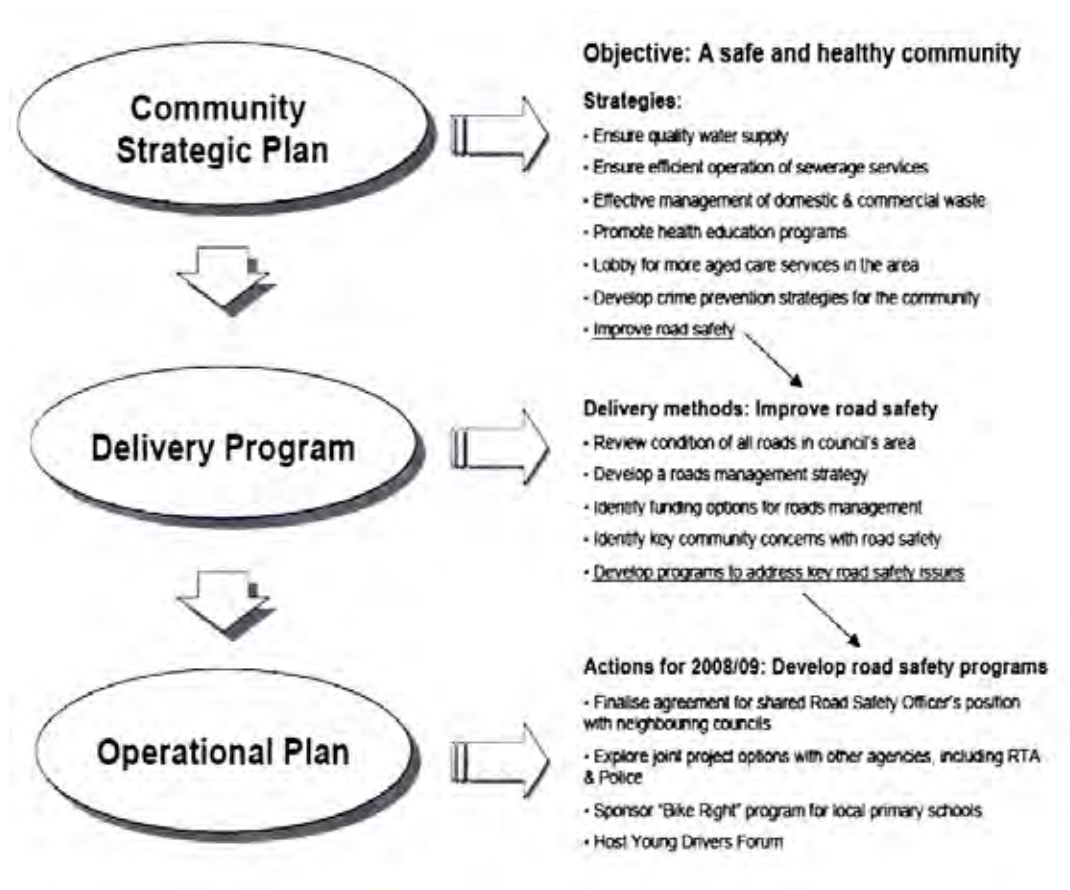 Community
Strategic Plan
Objective: A safe and healthy community
Strategies:
• Ensure quality water supply
• Ensure efficient operation of sewerage services
• Effective management of domestic & commercial waste
• Promote health education programs
• Lobby for more aged care services in the area
• Develop crime prevention strategies for the community
• Improve road safety
Delivery Program
Delivery methods: Improve road safety
• Review condition of all roads in council's area
• Develop a roads management strategy
• Identify funding options for roads management
• Identify key community concerns with road safety
• Develop programs to address key road safety issues
Operational Plan
Actions for 2008/09: Develop road safety programs
• Finalise agreement for shared Road Safety Officer's position
with neighbouring councils
• Explore joint project options with other agencies, including RTA
& Police
• Sponsor "Bike Right" program for local primary schools
• Host Young Drivers Forum